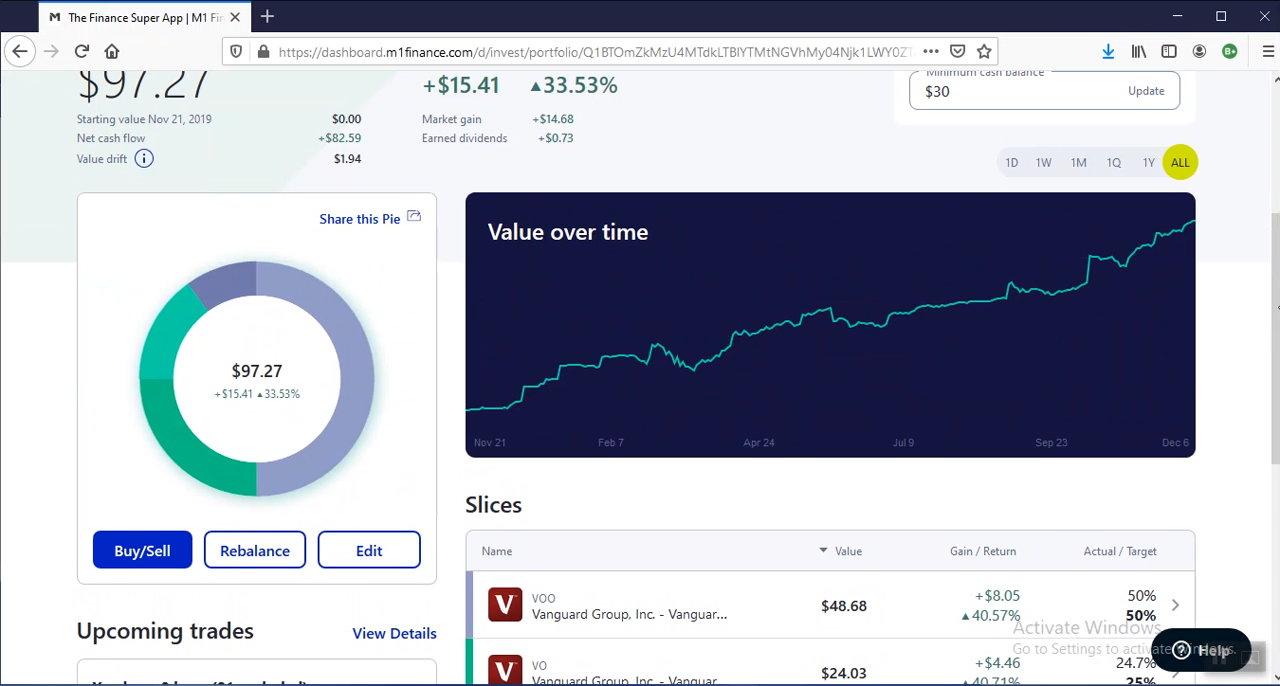 The Finance Super App | M1 Fin
https://dashboard.m1finance.com/d/invest/portfolio/Q1BTOmZkMzU4MTdkLTBlYTMtNGVhMy04Njk1LWY0ZT
$97.27
+$15.41 ▲33.53%
Minimum cash balance
$30 Update
Starting value Nov 21, 2019 $0.00
Net cash flow +$82.59
Value drift $1.94
Market gain +$14.68
Earned dividends +$0.73
1D 1W 1M 1Q 1Y ALL
Share this Pie
$97.27
+$15.41 ▲33.53%
Buy/Sell Rebalance Edit
Value over time
Nov 21 Feb 7 Apr 24 Jul 9 Sep 23 Dec 6
Slices
Name ▼ Value Gain / Return Actual / Target
VOO
Vanguard Group, Inc. - Vanguar...
$48.68
+$8.05
▲40.57%
50%
50%
VO
Vanguard Group, Inc. - Vanguar...
$24.03
+$4.46
▲40.71%
24.7%
25%
Upcoming trades View Details
Activate Windows
Go to Settings to activate Windows.
Help